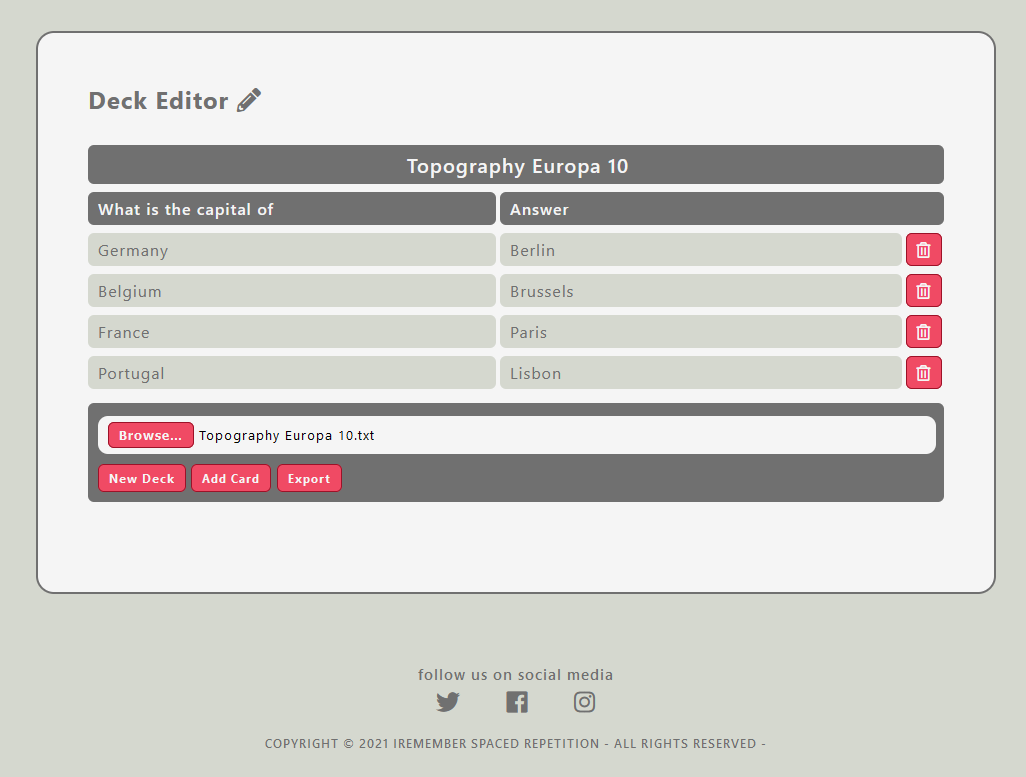 Deck Editor
Topography Europa 10
What is the capital of Answer
Germany Berlin
Belgium Brussels
France Paris
Portugal Lisbon
Browse... Topography Europa 10.txt
New Deck Add Card Export
follow us on social media
COPYRIGHT © 2021 IREMEMBER SPACED REPETITION - ALL RIGHTS RESERVED -